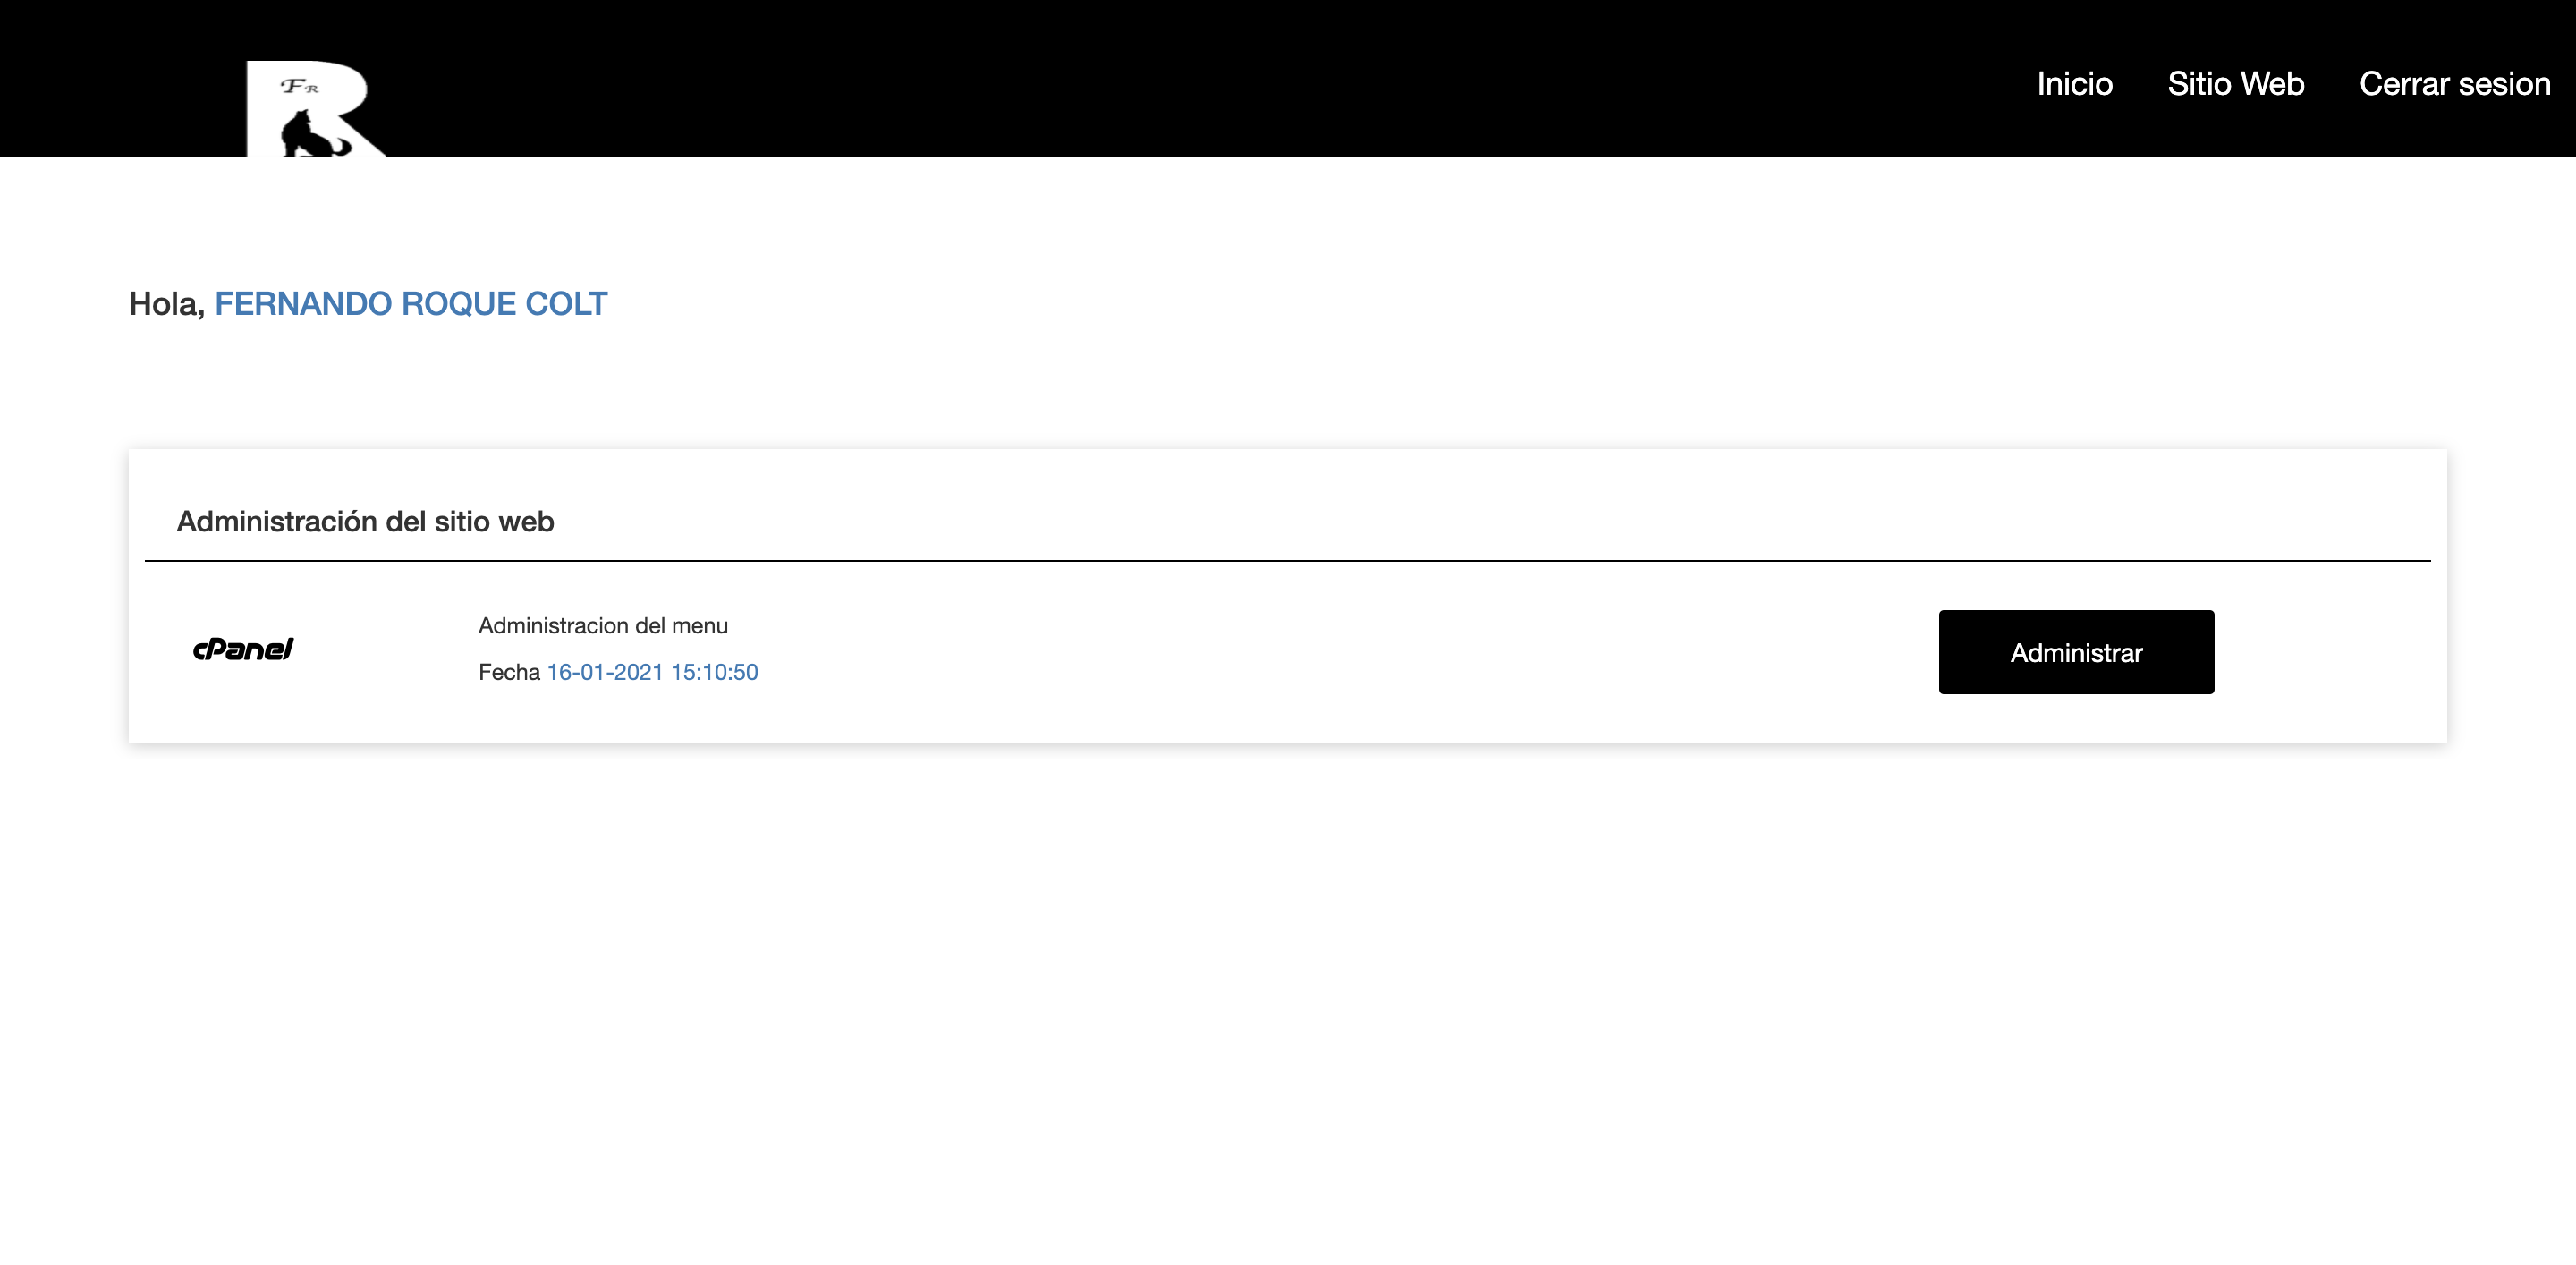 FR
Inicio Sitio Web Cerrar sesion
Hola, FERNANDO ROQUE COLT
Administración del sitio web
cPanel
Administracion del menu
Fecha 16-01-2021 15:10:50
Administrar